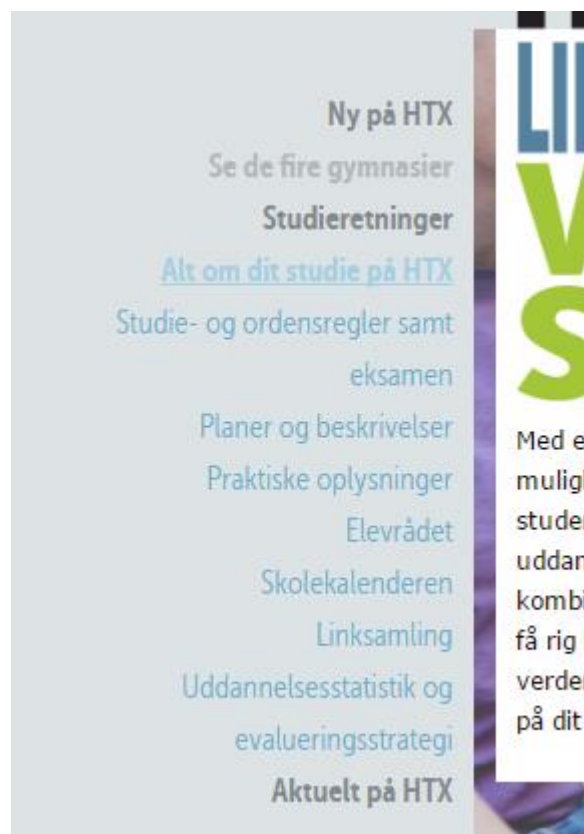 Ny på HTX
Se de fire gymnasier
Studieretninger
Alt om dit studie på HTX
Studie- og ordensregler samt
eksamen
Planer og beskrivelser
Praktiske oplysninger
Elevrådet
Skolekalenderen
Linksamling
Uddannelsesstatistik og
evalueringsstrategi
Aktuelt på HTX
LI
V
S
Med e
mulig
stude
uddan
kombi
få rig
verde
på dit